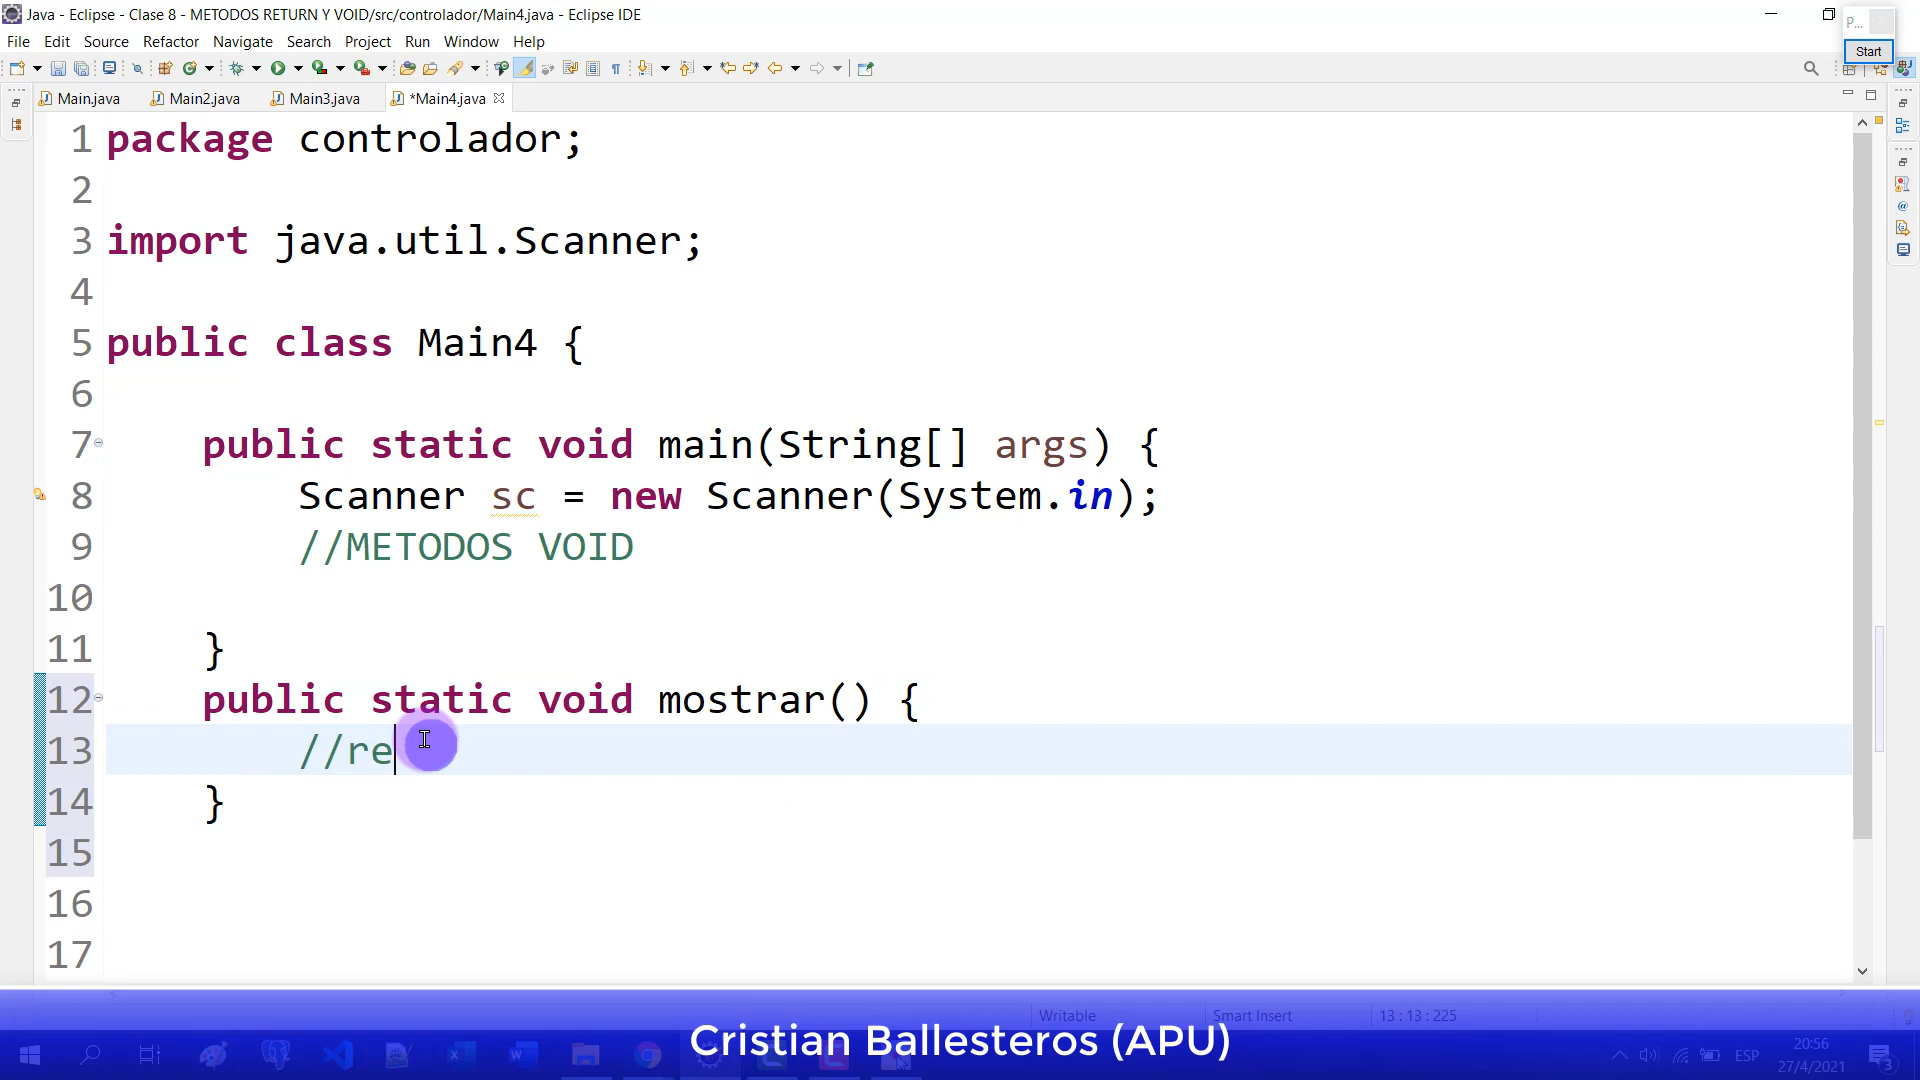 Java - Eclipse - Clase 8 - METODOS RETURN Y VOID/src/controlador/Main4.java - Eclipse IDE
P...
File Edit Source Refactor Navigate Search Project Run Window Help
Start
Main.java Main2.java Main3.java *Main4.java
1 package controlador;
2
3 import java.util.Scanner;
4
5 public class Main4 {
6
7 public static void main(String[] args) {
8 Scanner sc = new Scanner(System.in);
9 //METODOS VOID
10
11 }
12 public static void mostrar() {
13 //re
14 }
15
16
17
Writable Smart Insert 13 : 13 : 225
Cristian Ballesteros (APU)
ESP
20:56
27/4/2021
3